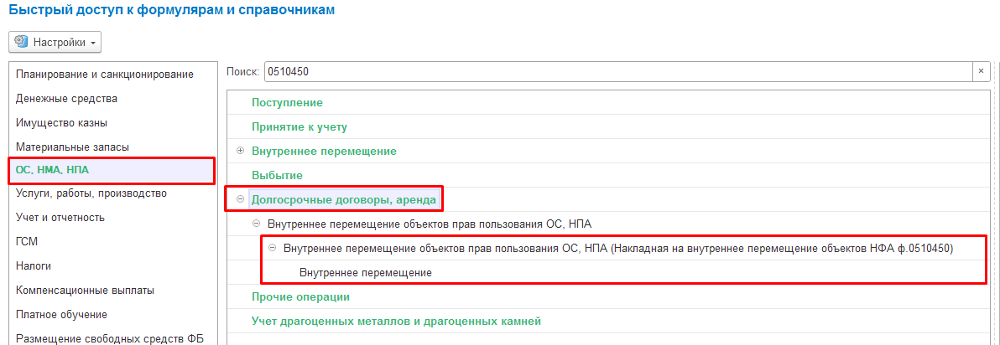 Быстрый доступ к формулярам и справочникам
Настройки
Планирование и санкционирование
Денежные средства
Имущество казны
Материальные запасы
ОС, НМА, НПА
Услуги, работы, производство
Учет и отчетность
ГСМ
Налоги
Компенсационные выплаты
Платное обучение
Размещение свободных средств ФБ
Поиск: 0510450 ×
Поступление
Принятие к учету
Внутреннее перемещение
Выбытие
Долгосрочные договоры, аренда
Внутреннее перемещение объектов прав пользования ОС, НПА
Внутреннее перемещение объектов прав пользования ОС, НПА (Накладная на внутреннее перемещение объектов НФА ф.0510450)
Внутреннее перемещение
Прочие операции
Учет драгоценных металлов и драгоценных камней